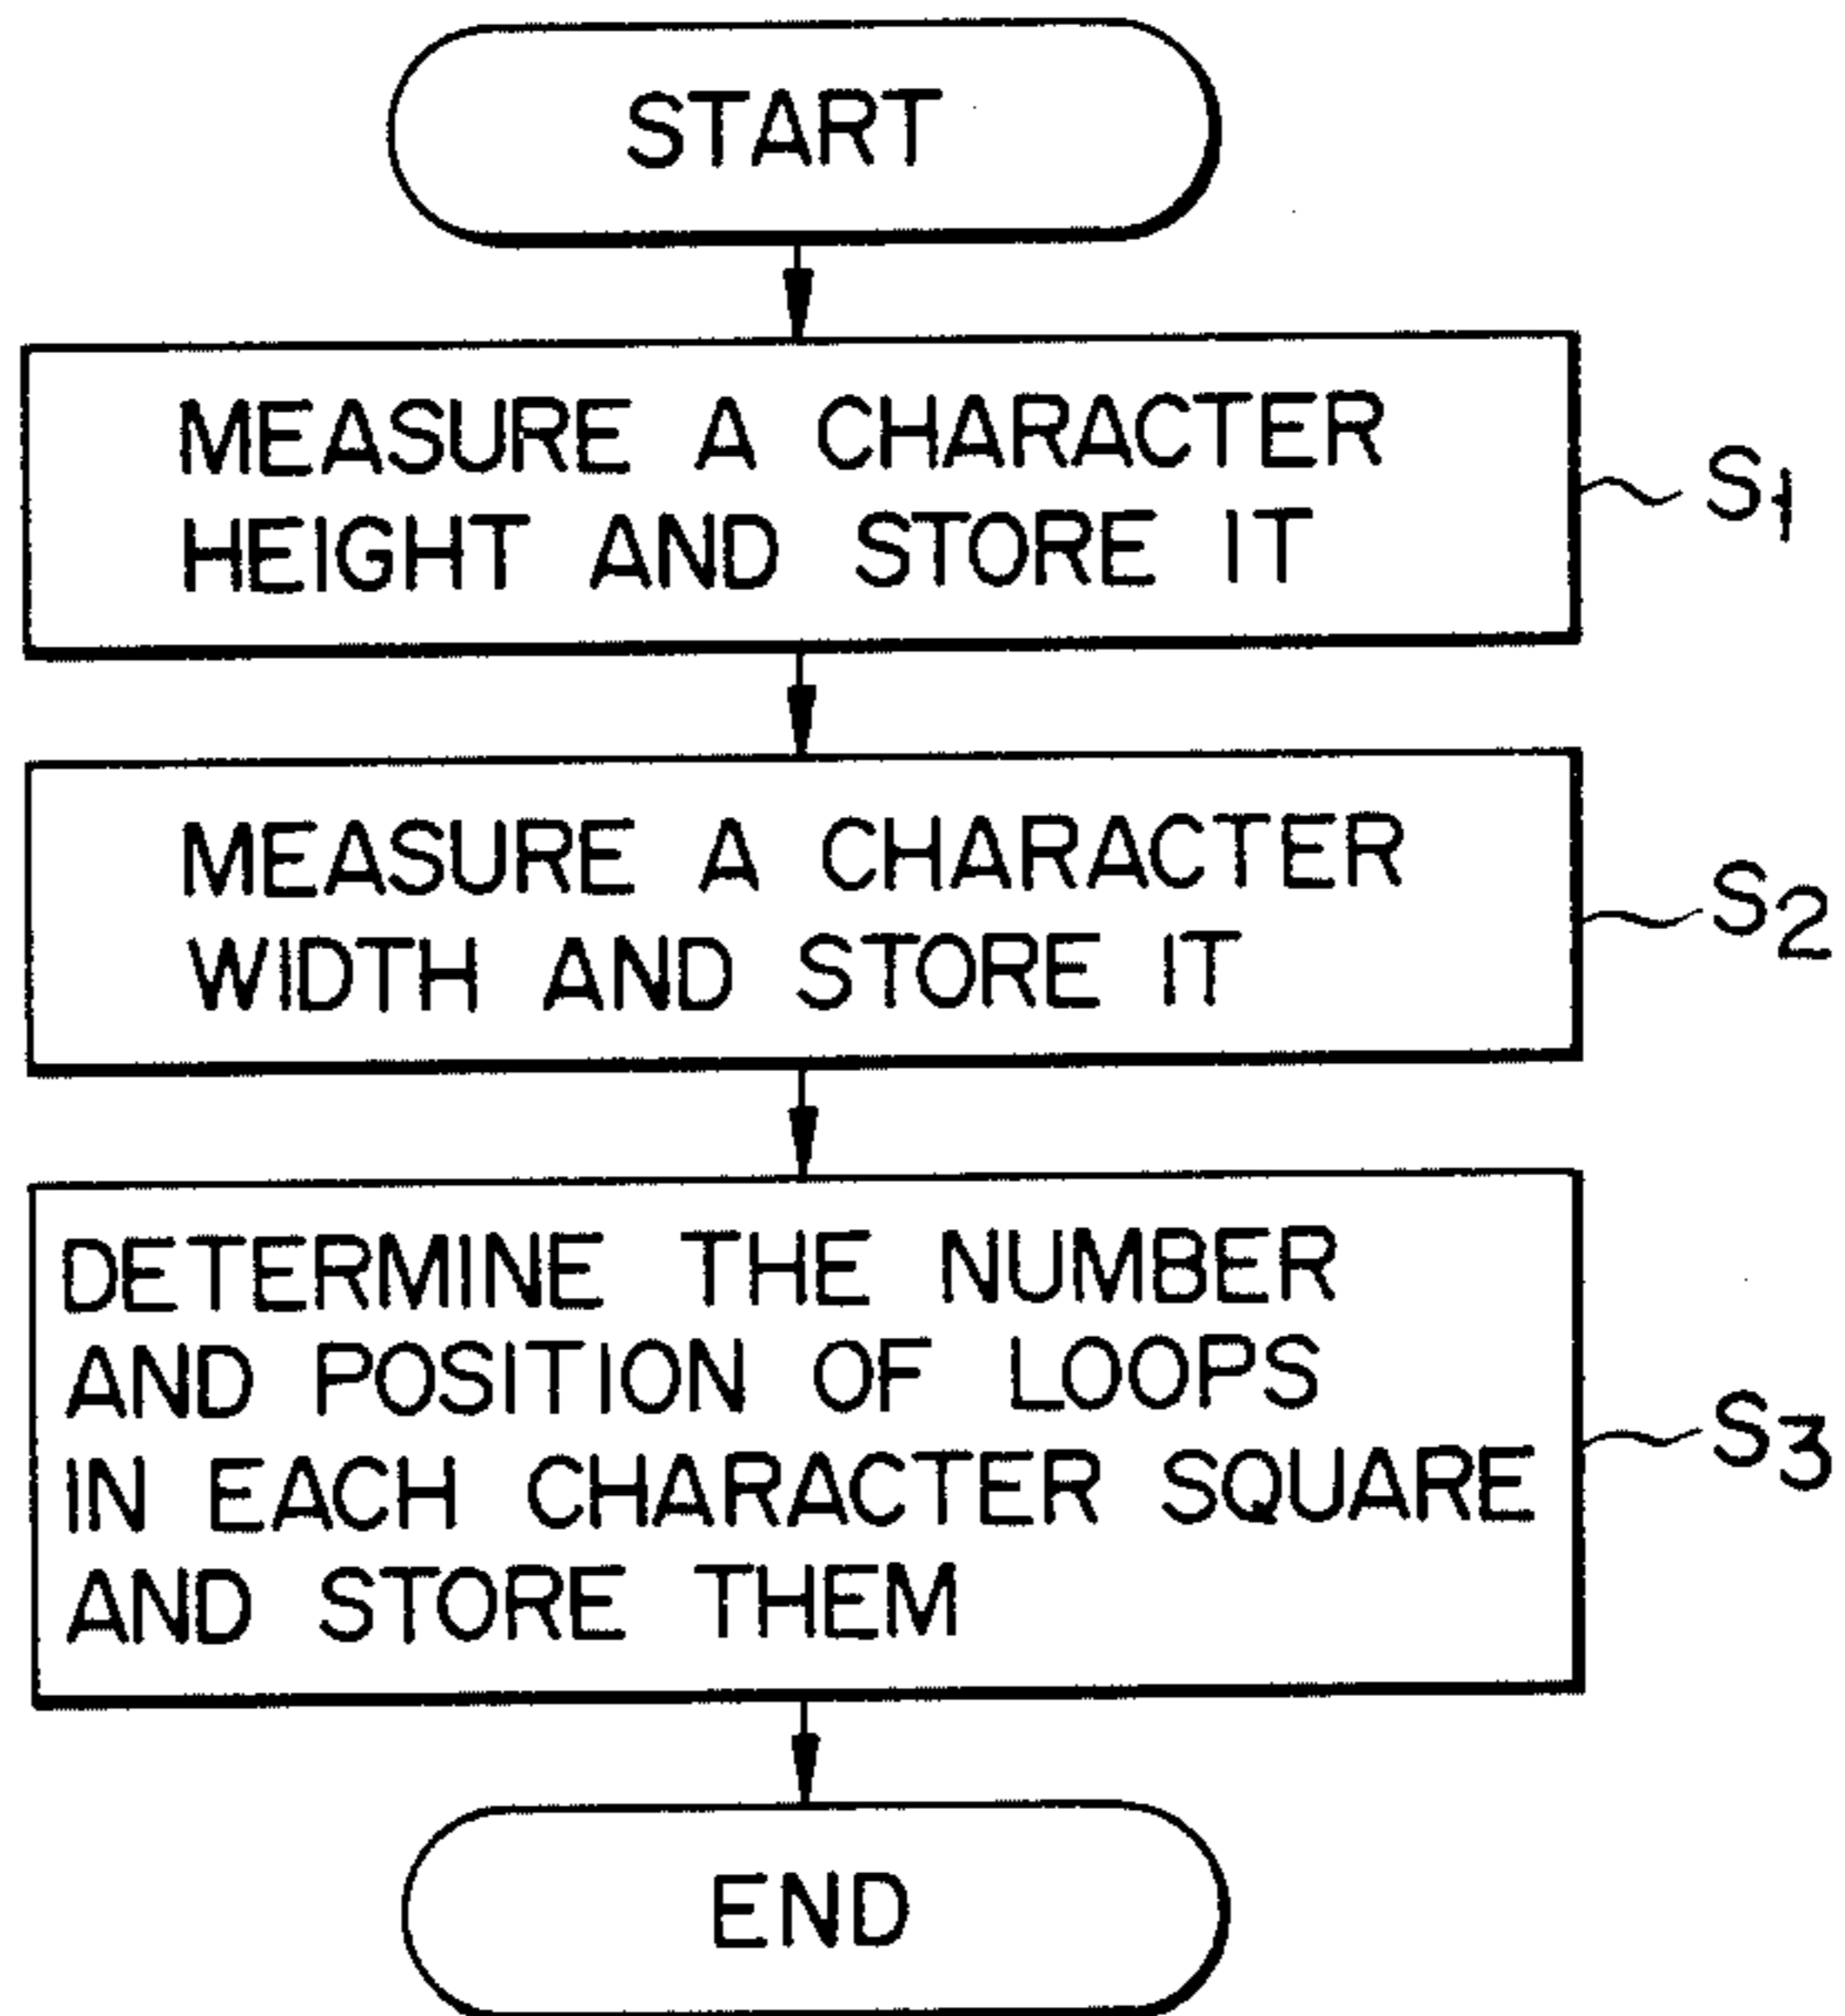 START
MEASURE A CHARACTER
HEIGHT AND STORE IT
S1
MEASURE A CHARACTER
WIDTH AND STORE IT
S2
DETERMINE THE NUMBER
AND POSITION OF LOOPS
IN EACH CHARACTER SQUARE
AND STORE THEM
S3
END